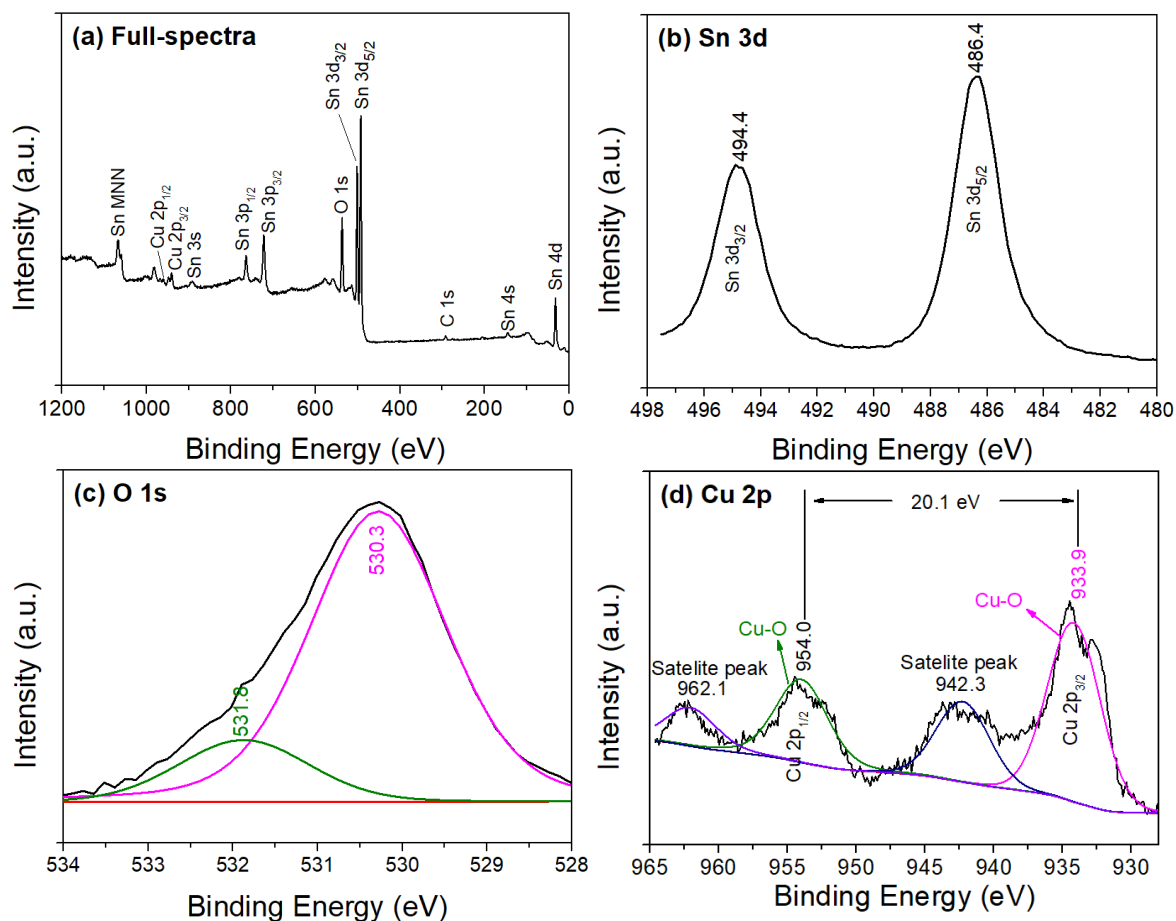 (a) Full-spectra
Sn MNN
Cu 2p1/2
Cu 2p3/2
Sn 3s
Sn 3p1/2
Sn 3p3/2
O 1s
Sn 3d3/2
Sn 3d5/2
C 1s
Sn 4s
Sn 4d
Intensity (a.u.)
1200 1000 800 600 400 200 0
Binding Energy (eV)
(b) Sn 3d
494.4
Sn 3d3/2
486.4
Sn 3d5/2
Intensity (a.u.)
498 496 494 492 490 488 486 484 482 480
Binding Energy (eV)
(c) O 1s
530.3
531.8
Intensity (a.u.)
534 533 532 531 530 529 528
Binding Energy (eV)
(d) Cu 2p
20.1 eV
933.9
Cu-O
Cu-O
954.0
Satelite peak
962.1
Satelite peak
942.3
Cu 2p1/2
Cu 2p3/2
Intensity (a.u.)
965 960 955 950 945 940 935 930
Binding Energy (eV)